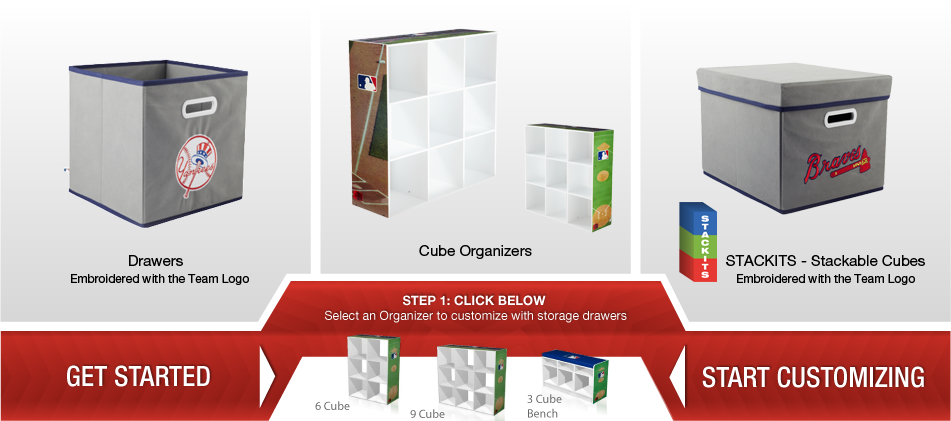 Yankees
Braves
STACKITS
Drawers
Embroidered with the Team Logo
Cube Organizers
STACKITS - Stackable Cubes
Embroidered with the Team Logo
STEP 1: CLICK BELOW
Select an Organizer to customize with storage drawers
GET STARTED
START CUSTOMIZING
6 Cube
9 Cube
3 Cube
Bench